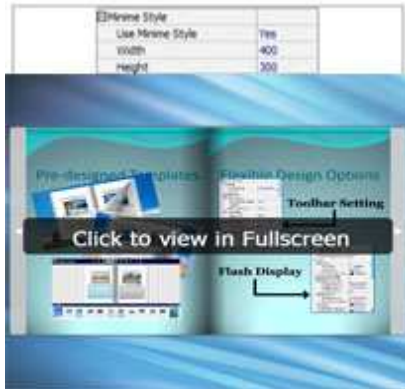 Minime Style
Use Minime Style Yes
Width 400
Height 300
Pre-designed Templates
Flexible Design Options
Toolbar Setting
Click to view in Fullscreen
Flash Display